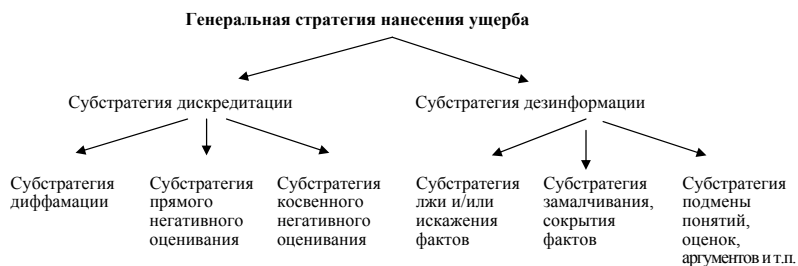 Генеральная стратегия нанесения ущерба
Субстратегия дискредитации
Субстратегия дезинформации
Субстратегия
диффамации
Субстратегия
прямого
негативного
оценивания
Субстратегия
косвенного
негативного
оценивания
Субстратегия
лжи и/или
искажения
фактов
Субстратегия
замалчивания,
сокрытия
фактов
Субстратегия
подмены
понятий,
оценок,
аргументов и т.п.